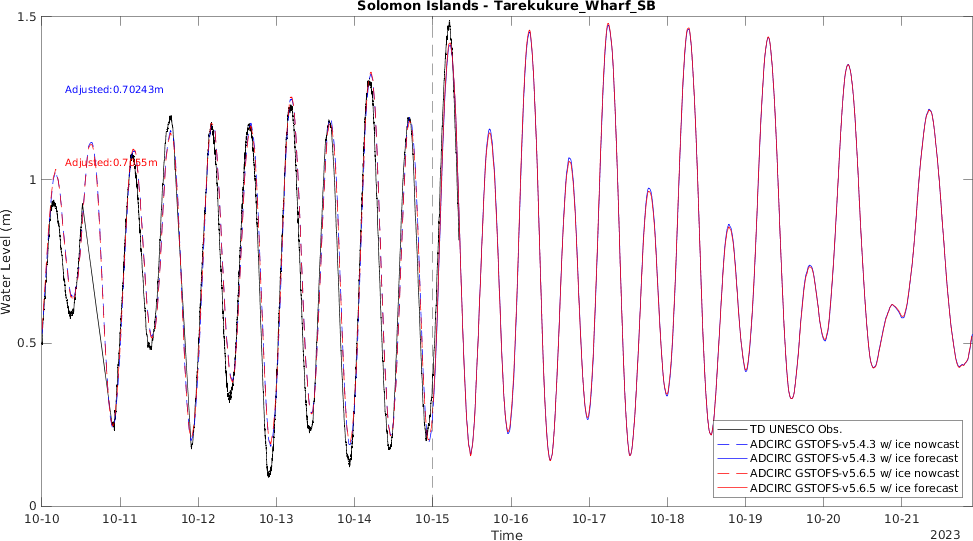 Solomon Islands - Tarekukure_Wharf_SB
1.5
Adjusted:0.70243m
Adjusted:
1
Water Level (m)
0.5
TD UNESCO Obs.
ADCIRC GSTOFS-v5.4.3 w/ ice nowcast
ADCIRC GSTOFS-v5.4.3 w/ ice forecast
ADCIRC GSTOFS-v5.6.5 w/ ice nowcast
ADCIRC GSTOFS-v5.6.5 w/ ice forecast
0
10-10 10-11 10-12 10-13 10-14 10-15 10-16 10-17 10-18 10-19 10-20 10-21
Time
2023